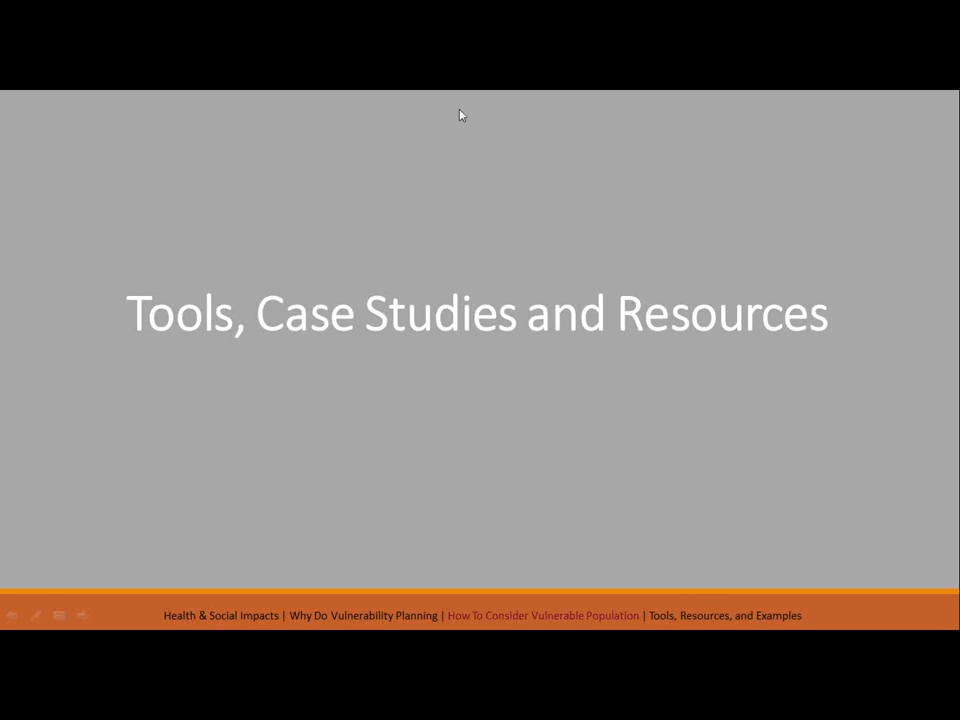 Tools, Case Studies and Resources
Health & Social Impacts | Why Do Vulnerability Planning | How To Consider Vulnerable Population | Tools, Resources, and Examples